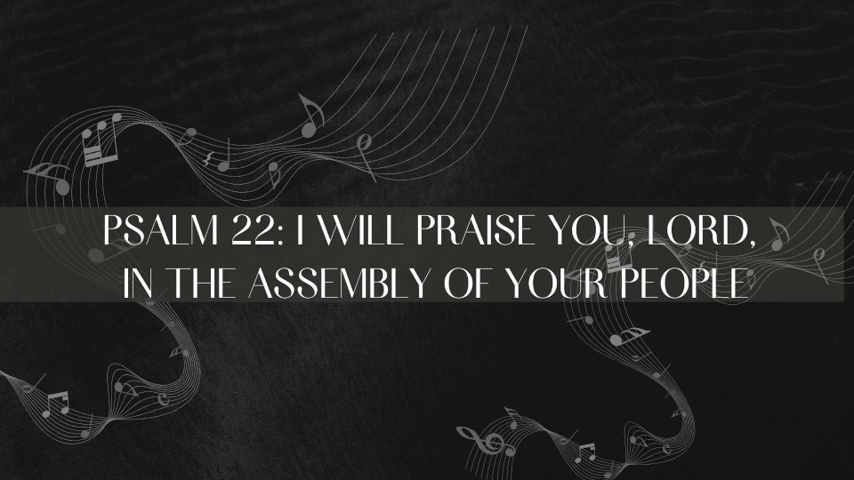 PSALM 22: I WILL PRAISE YOU, LORD,
IN THE ASSEMBLY OF YOUR PEOPLE